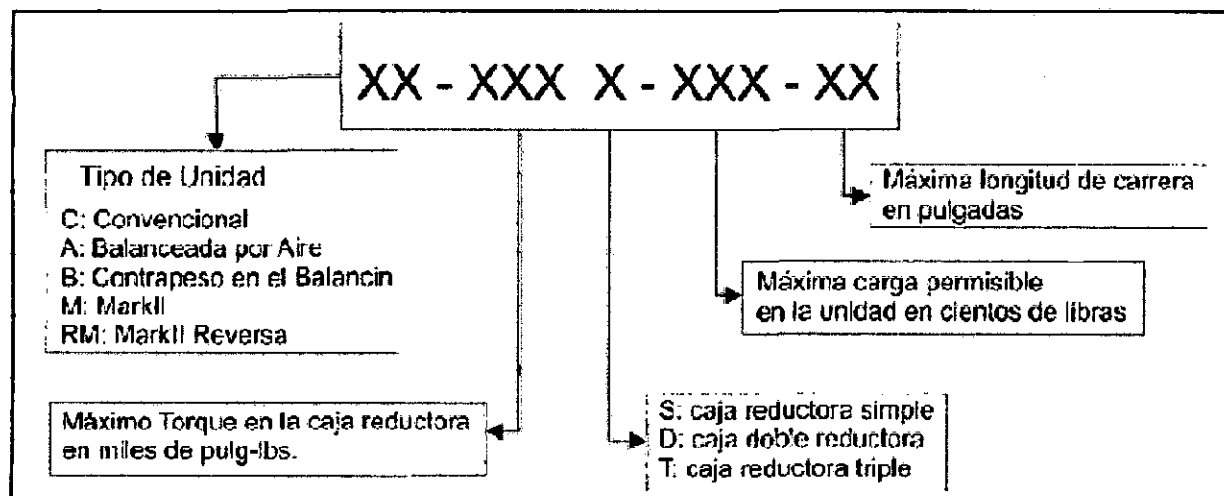 XX - XXX X - XXX - XX
Tipo de Unidad
C: Convencional
A: Balanceada por Aire
B: Contrapeso en el Balancin
M: MarkII
RM: MarkII Reversa
Máxima longitud de carrera
en pulgadas
Máxima carga permisible
en la unidad en cientos de libras
Máximo Torque en la caja reductora
en miles de pulg-lbs.
S: caja reductora simple
D: caja doble reductora
T: caja reductora triple